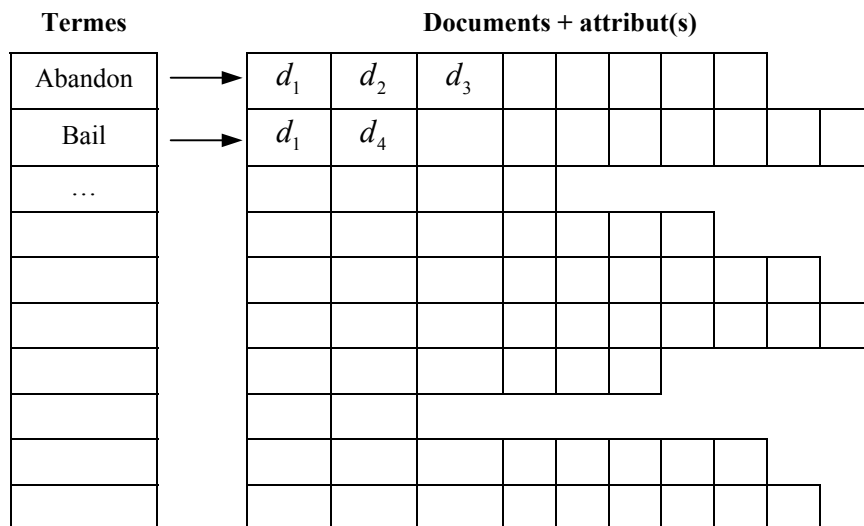 Termes Documents + attribut(s)
Abandon d₁ d₂ d₃
Bail d₁ d₄
…